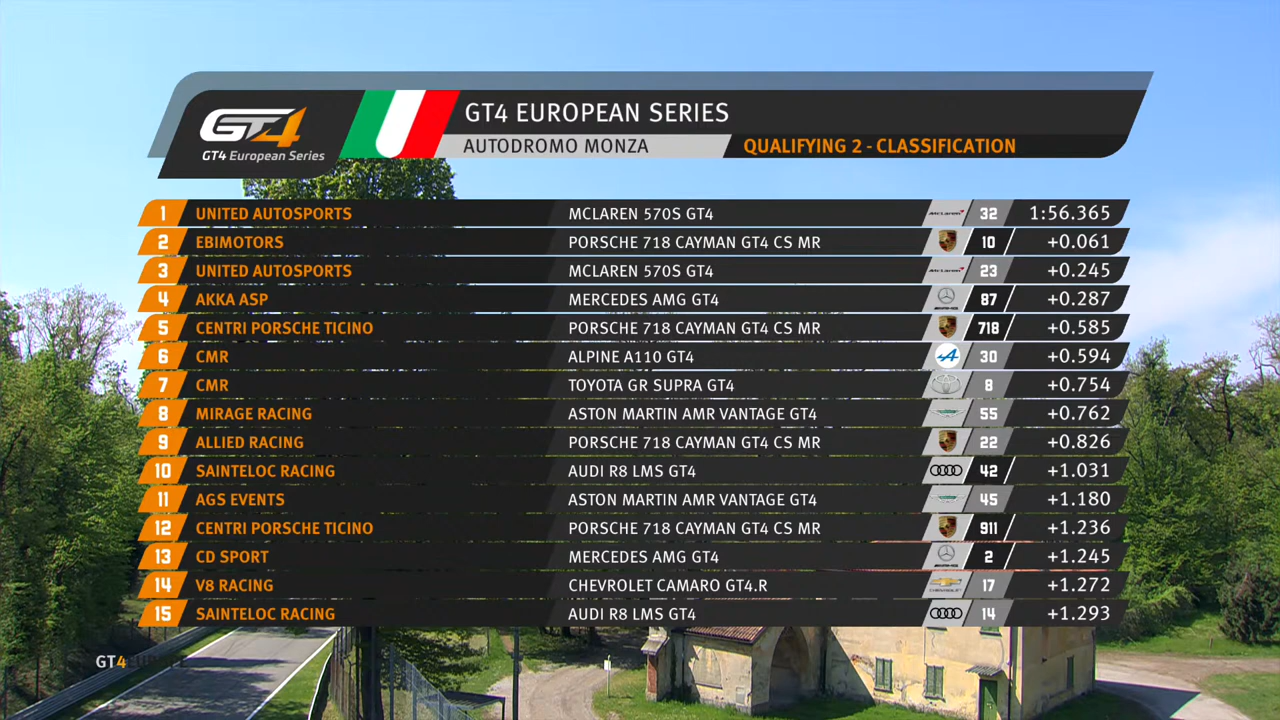 GT4 EUROPEAN SERIES
GT4 European Series
AUTODROMO MONZA QUALIFYING 2 - CLASSIFICATION
1 UNITED AUTOSPORTS MCLAREN 570S GT4 McLaren 32 1:56.365
2 EBIMOTORS PORSCHE 718 CAYMAN GT4 CS MR 10 +0.061
3 UNITED AUTOSPORTS MCLAREN 570S GT4 McLaren 23 +0.245
4 AKKA ASP MERCEDES AMG GT4 87 +0.287
5 CENTRI PORSCHE TICINO PORSCHE 718 CAYMAN GT4 CS MR 718 +0.585
6 CMR ALPINE A110 GT4 30 +0.594
7 CMR TOYOTA GR SUPRA GT4 8 +0.754
8 MIRAGE RACING ASTON MARTIN AMR VANTAGE GT4 55 +0.762
9 ALLIED RACING PORSCHE 718 CAYMAN GT4 CS MR 22 +0.826
10 SAINTELOC RACING AUDI R8 LMS GT4 42 +1.031
11 AGS EVENTS ASTON MARTIN AMR VANTAGE GT4 45 +1.180
12 CENTRI PORSCHE TICINO PORSCHE 718 CAYMAN GT4 CS MR 911 +1.236
13 CD SPORT MERCEDES AMG GT4 2 +1.245
14 V8 RACING CHEVROLET CAMARO GT4.R CHEVROLET 17 +1.272
15 SAINTELOC RACING AUDI R8 LMS GT4 14 +1.293
GT4 EUROPE